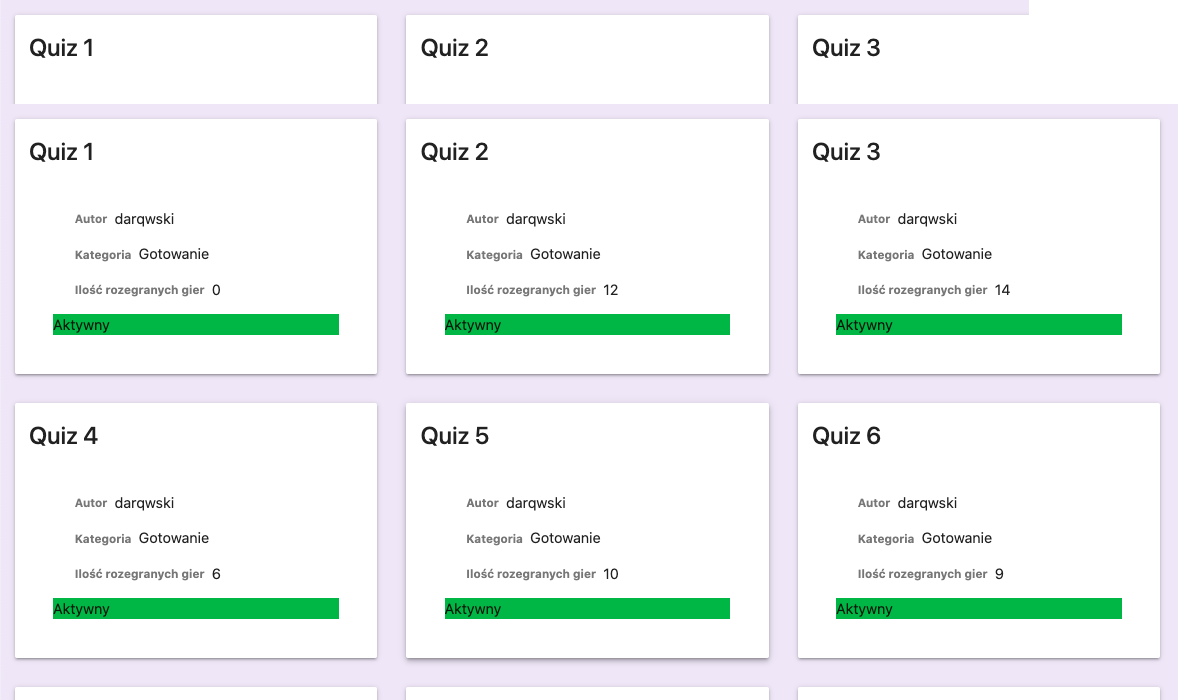 Quiz 1
Quiz 2
Quiz 3
Quiz 1
Quiz 2
Quiz 3
Autor darqwski
Autor darqwski
Autor darqwski
Kategoria Gotowanie
Kategoria Gotowanie
Kategoria Gotowanie
Ilość rozegranych gier 0
Ilość rozegranych gier 12
Ilość rozegranych gier 14
Aktywny
Aktywny
Aktywny
Quiz 4
Quiz 5
Quiz 6
Autor darqwski
Autor darqwski
Autor darqwski
Kategoria Gotowanie
Kategoria Gotowanie
Kategoria Gotowanie
Ilość rozegranych gier 6
Ilość rozegranych gier 10
Ilość rozegranych gier 9
Aktywny
Aktywny
Aktywny